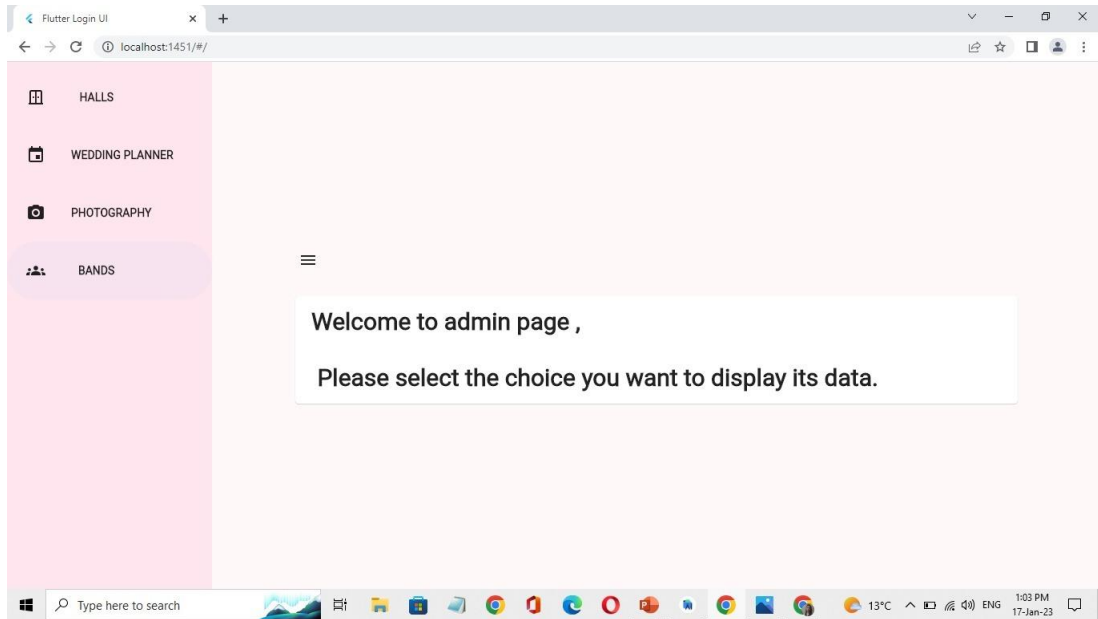 Flutter Login UI
localhost:1451/#/
HALLS
WEDDING PLANNER
PHOTOGRAPHY
BANDS
Welcome to admin page ,
Please select the choice you want to display its data.
Type here to search
13°C
ENG
1:03 PM
17-Jan-23